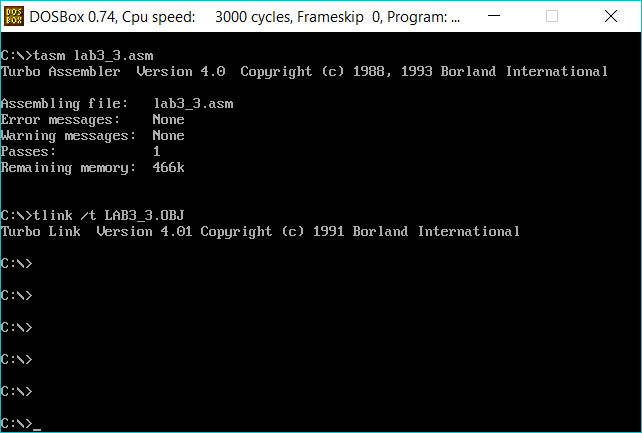 DOSBox 0.74, Cpu speed: 3000 cycles, Frameskip 0, Program: ...
C:\>tasm lab3_3.asm
Turbo Assembler Version 4.0 Copyright (c) 1988, 1993 Borland International
Assembling file: lab3_3.asm
Error messages: None
Warning messages: None
Passes: 1
Remaining memory: 466k
C:\>tlink /t LAB3_3.OBJ
Turbo Link Version 4.01 Copyright (c) 1991 Borland International
C:\>
C:\>
C:\>
C:\>
C:\>
C:\>_